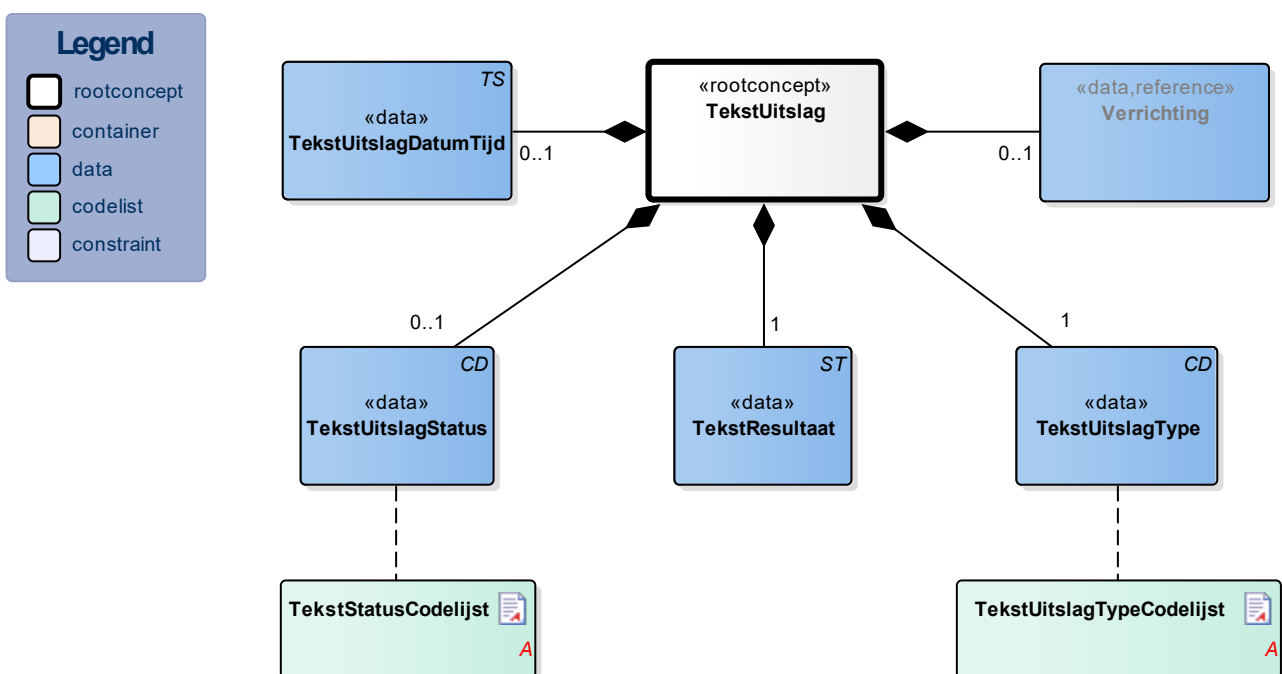 Legend
rootconcept
container
data
codelist
constraint
TS
«data»
TekstUitslagDatumTijd
0..1
«rootconcept»
TekstUitslag
«data,reference»
Verrichting
0..1
0..1
1
1
CD
«data»
TekstUitslagStatus
ST
«data»
TekstResultaat
CD
«data»
TekstUitslagType
TekstStatusCodelijst
A
TekstUitslagTypeCodelijst
A